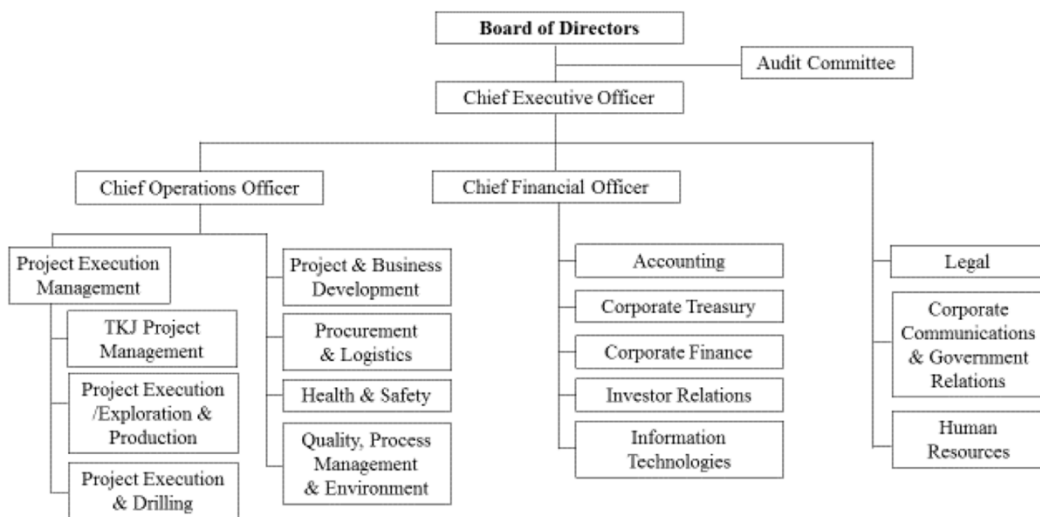 Board of Directors
Audit Committee
Chief Executive Officer
Chief Operations Officer
Chief Financial Officer
Project Execution
Management
TKJ Project
Management
Project Execution
/Exploration &
Production
Project Execution
& Drilling
Project & Business
Development
Procurement
& Logistics
Health & Safety
Quality, Process
Management
& Environment
Accounting
Corporate Treasury
Corporate Finance
Investor Relations
Information
Technologies
Legal
Corporate
Communications
& Government
Relations
Human
Resources